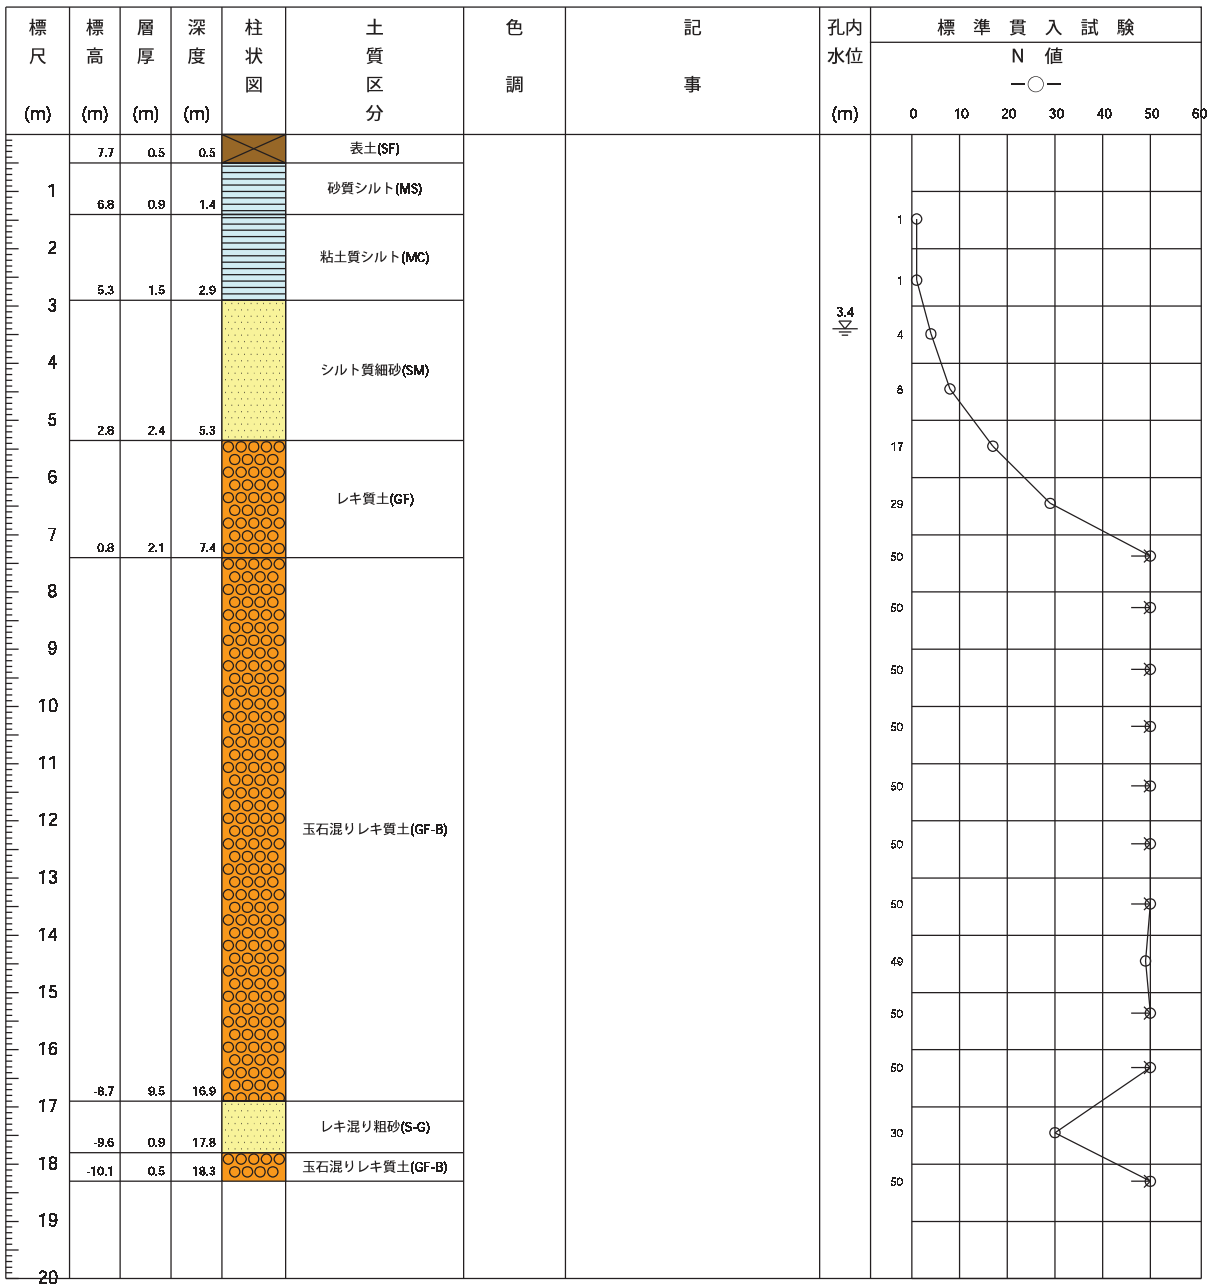 標尺(m) 標高(m) 層厚(m) 深度(m) 柱状図 土質区分 色調 記事 孔内水位(m) 標準貫入試験
N 値
0 10 20 30 40 50 60
7.7 0.5 0.5 表土(SF)
1 砂質シルト(MS)
6.8 0.9 1.4
1
2 粘土質シルト(MC)
1
5.3 1.5 2.9
3
3.4
4
4 シルト質細砂(SM)
8
5
2.8 2.4 5.3
17
6
レキ質土(GF)
29
7
0.8 2.1 7.4
50
8
50
9
50
10
50
11
50
12
玉石混りレキ質土(GF-B)
50
13
50
14
49
15
50
16
50
-8.7 9.5 16.9
17
レキ混り粗砂(S-G)
30
-9.6 0.9 17.8
18
-10.1 0.5 18.3 玉石混りレキ質土(GF-B)
50
19
20